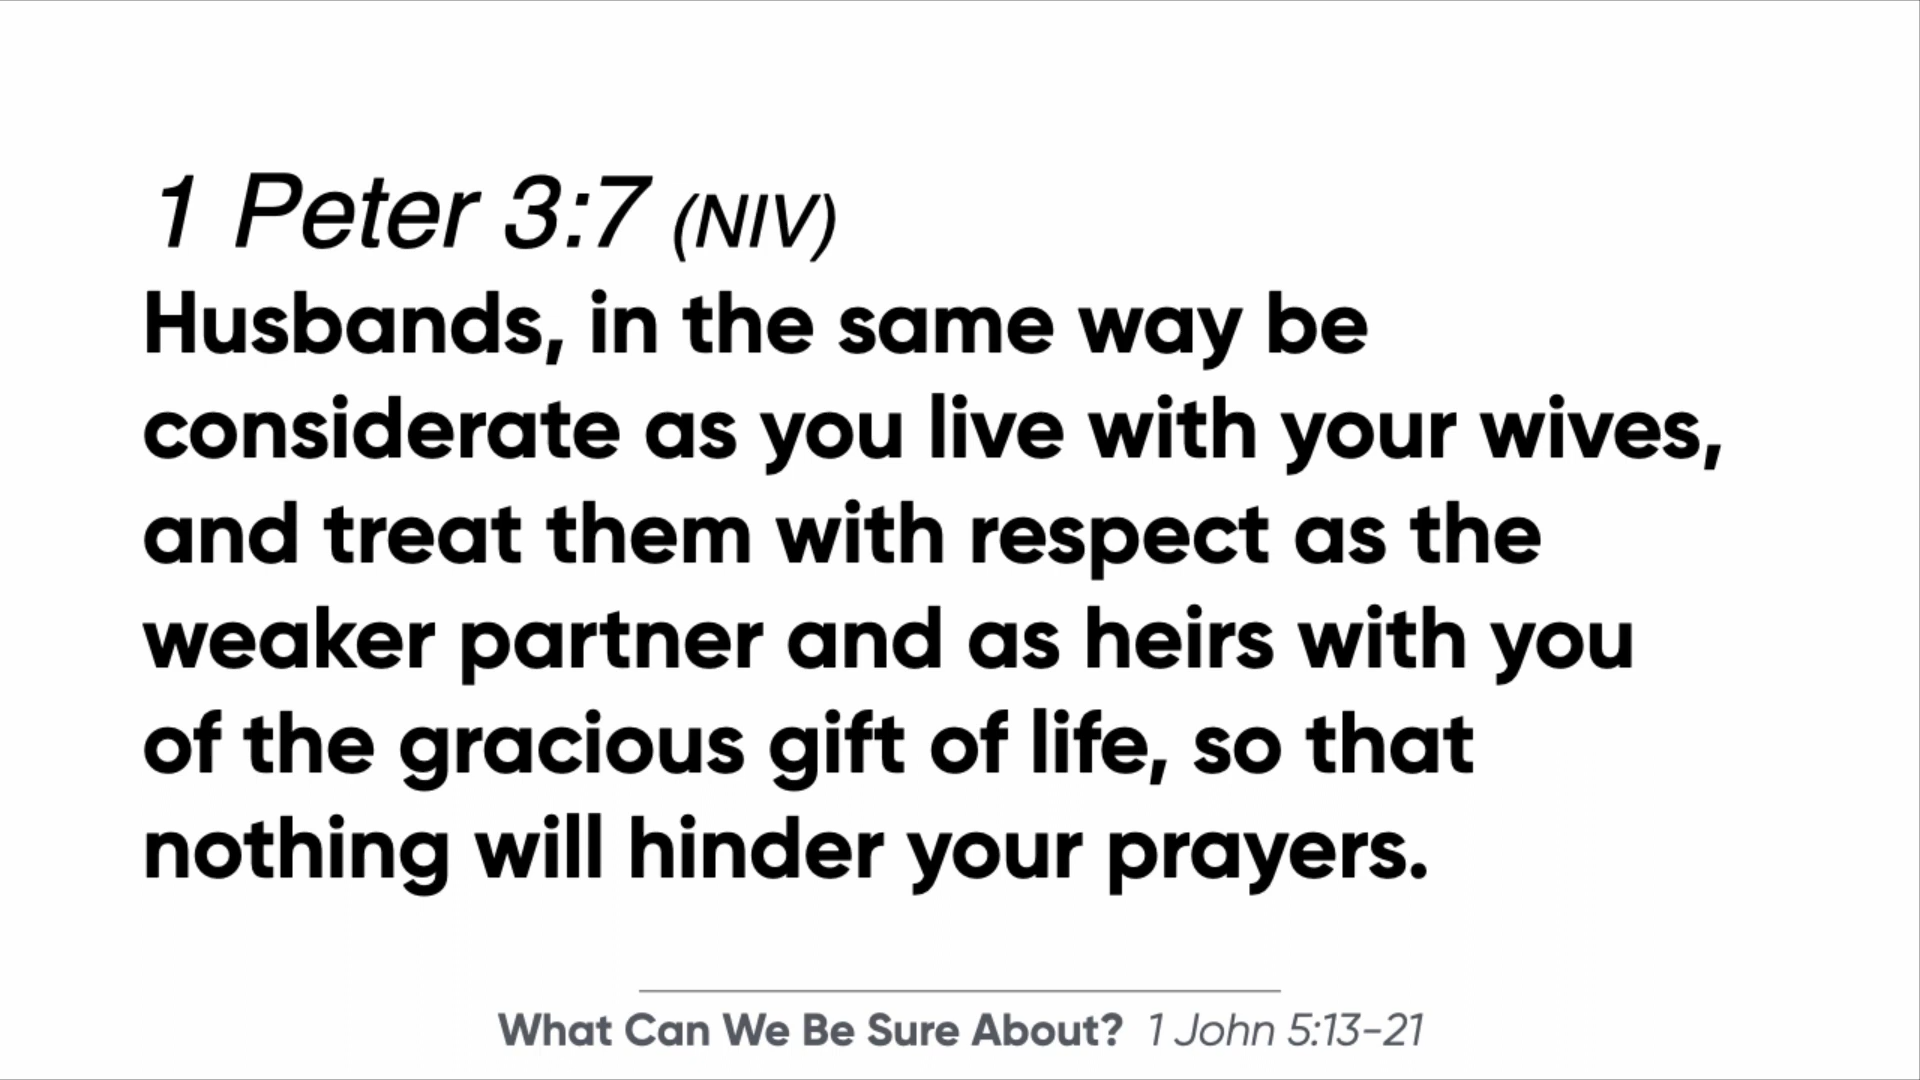 1 Peter 3:7 (NIV)
Husbands, in the same way be
considerate as you live with your wives,
and treat them with respect as the
weaker partner and as heirs with you
of the gracious gift of life, so that
nothing will hinder your prayers.
What Can We Be Sure About? 1 John 5:13–21